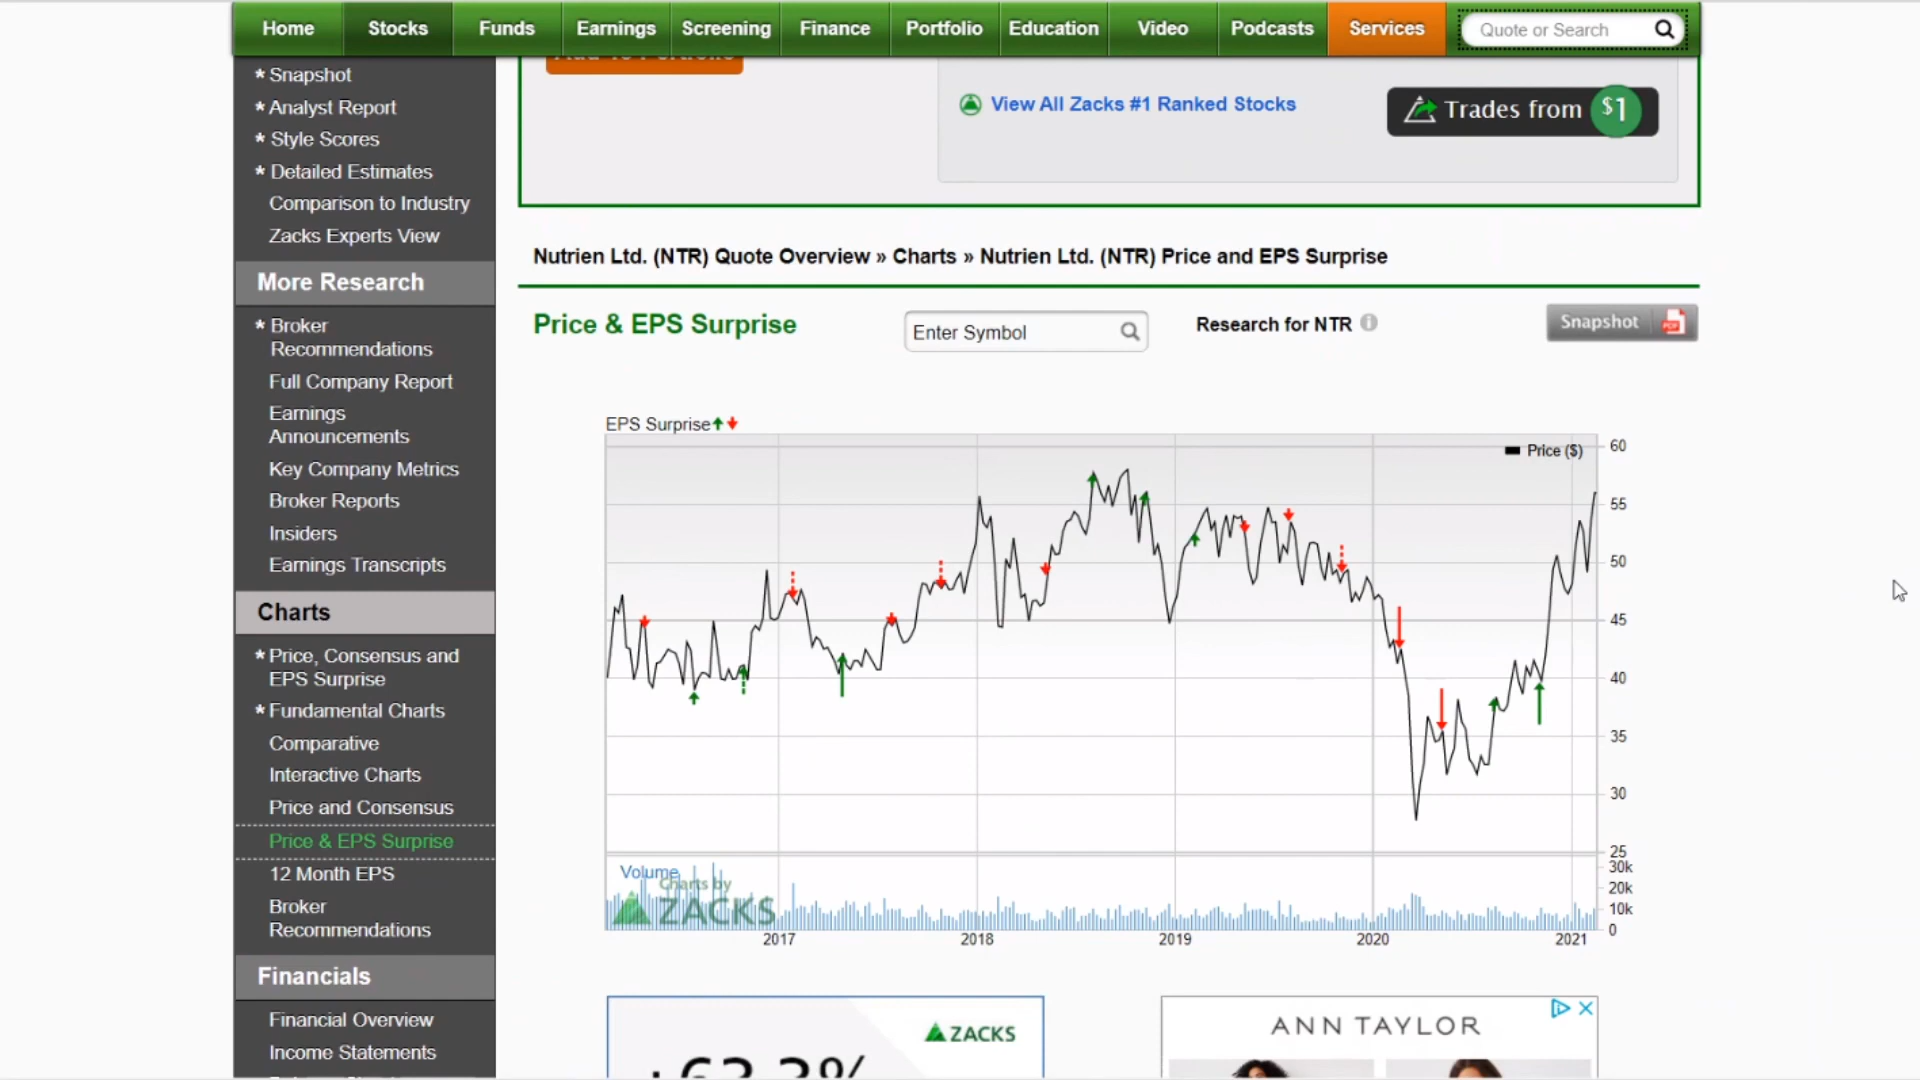 Home Stocks Funds Earnings Screening Finance Portfolio Education Video Podcasts Services Quote or Search
* Snapshot
* Analyst Report
* Style Scores
* Detailed Estimates
Comparison to Industry
Zacks Experts View
More Research
* Broker
Recommendations
Full Company Report
Earnings
Announcements
Key Company Metrics
Broker Reports
Insiders
Earnings Transcripts
Charts
* Price, Consensus and
EPS Surprise
* Fundamental Charts
Comparative
Interactive Charts
Price and Consensus
Price & EPS Surprise
12 Month EPS
Broker
Recommendations
Financials
Financial Overview
Income Statements
View All Zacks #1 Ranked Stocks
Trades from $1
Nutrien Ltd. (NTR) Quote Overview » Charts » Nutrien Ltd. (NTR) Price and EPS Surprise
Price & EPS Surprise
Enter Symbol
Research for NTR
Snapshot
PDF
EPS Surprise
Price ($)
60
55
50
45
40
35
30
25
Volume
Charts by
ZACKS
30k
20k
10k
0
2017 2018 2019 2020 2021
ZACKS
+63.3%
ANN TAYLOR